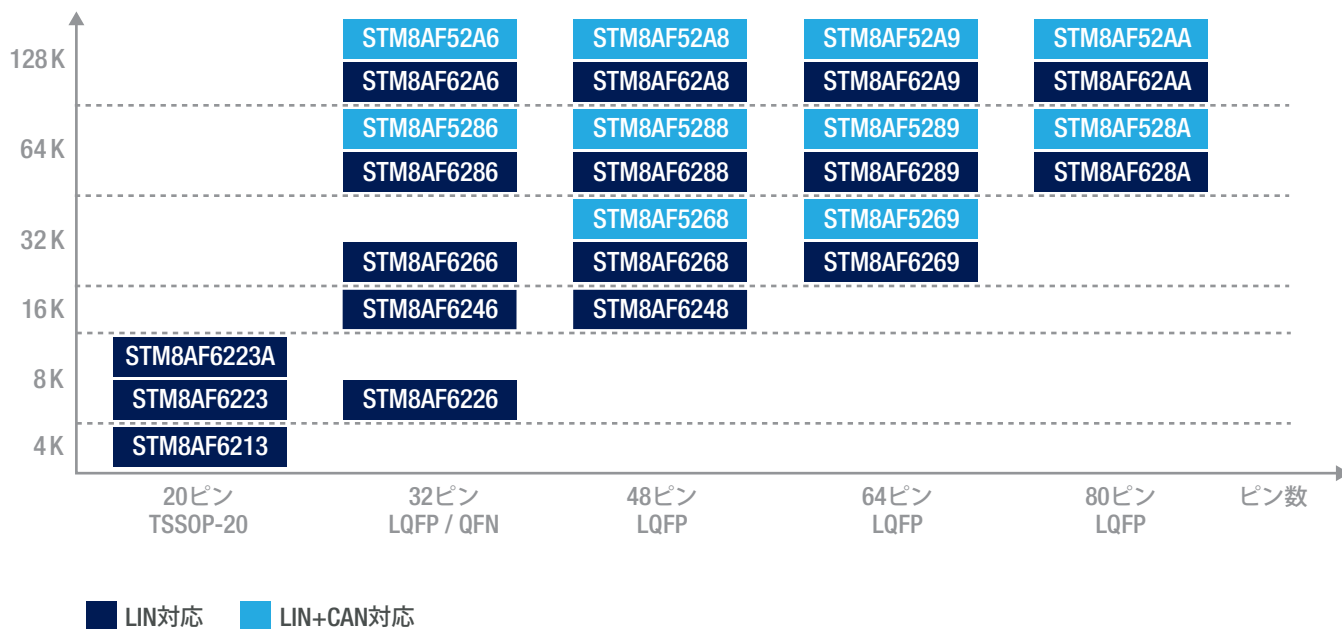 STM8AF52A6 STM8AF52A8 STM8AF52A9 STM8AF52AA
128 K
STM8AF62A6 STM8AF62A8 STM8AF62A9 STM8AF62AA
STM8AF5286 STM8AF5288 STM8AF5289 STM8AF528A
64 K
STM8AF6286 STM8AF6288 STM8AF6289 STM8AF628A
STM8AF5268 STM8AF5269
32 K
STM8AF6266 STM8AF6268 STM8AF6269
16 K STM8AF6246 STM8AF6248
STM8AF6223A
8 K
STM8AF6223 STM8AF6226
4 K STM8AF6213
20ピン 32ピン 48ピン 64ピン 80ピン ピン数
TSSOP-20 LQFP / QFN LQFP LQFP LQFP
LIN対応 LIN+CAN対応